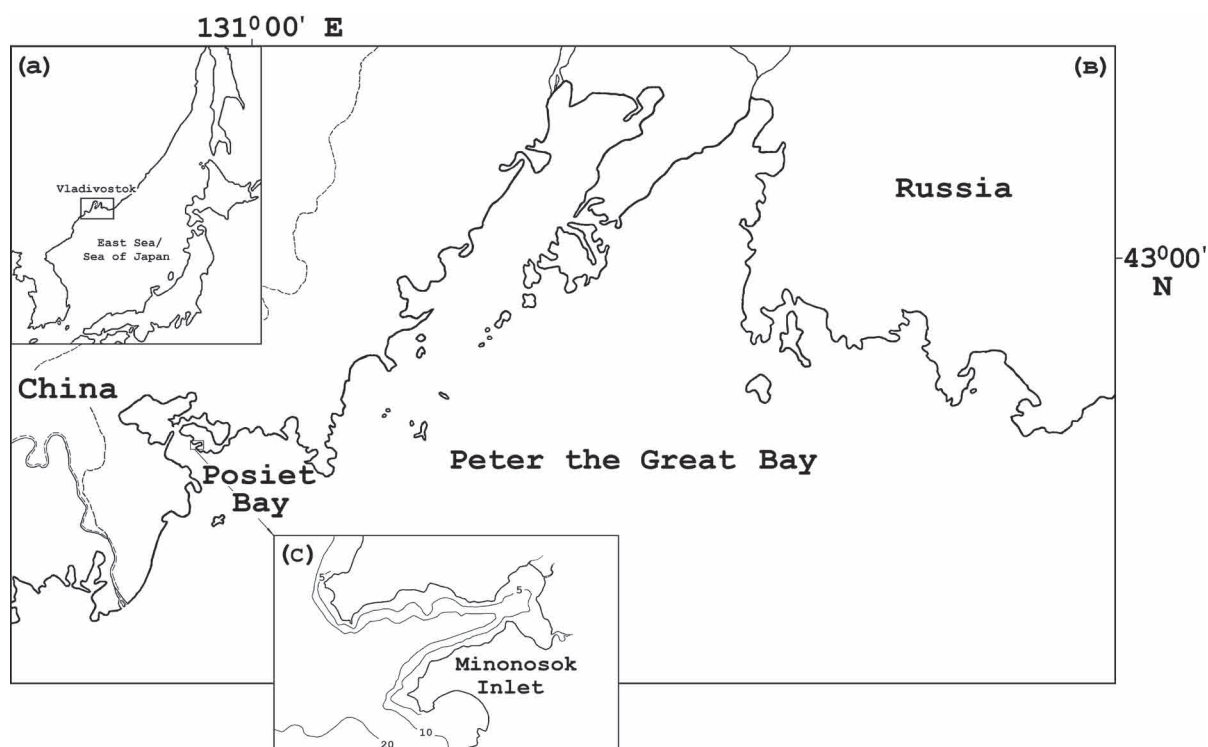 131⁰00' E
(a)
(B)
Vladivostok
Russia
East Sea/
Sea of Japan
43⁰00'
N
China
Peter the Great Bay
Posiet
Bay
(C)
5
5
Minonosok
Inlet
10
20